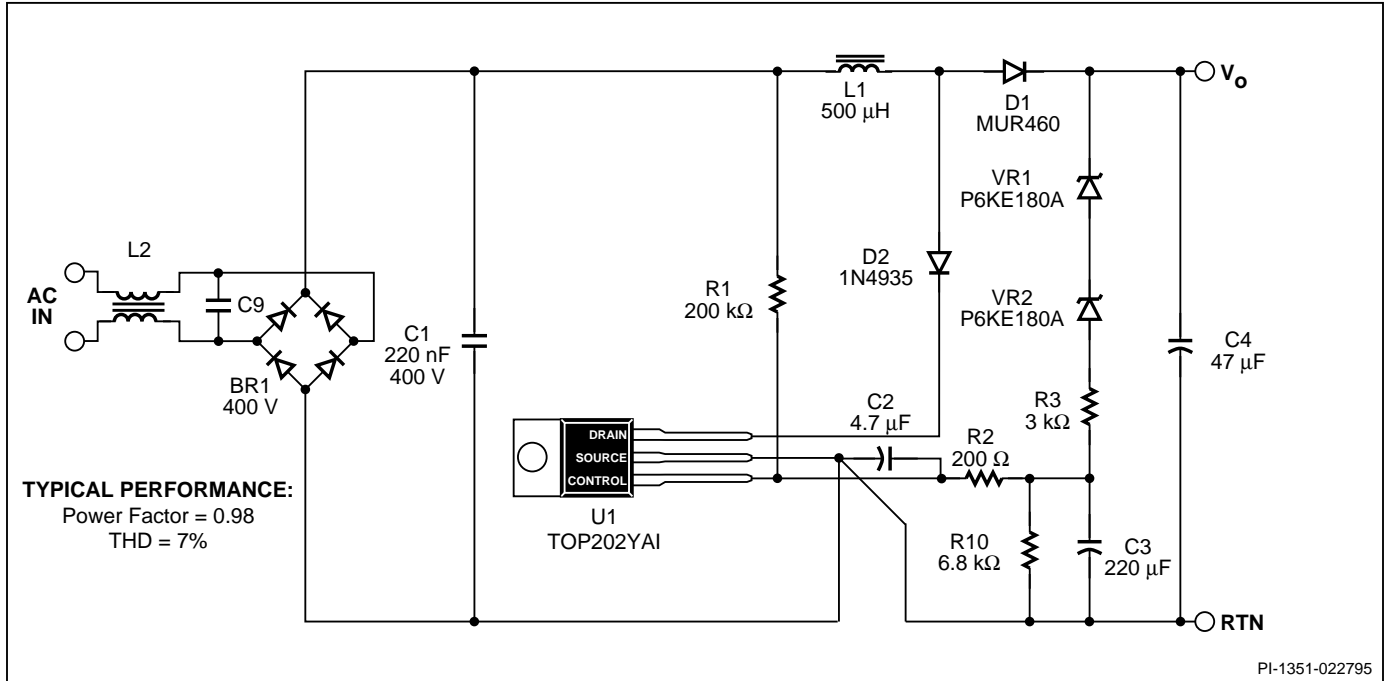 L1
500 µH
D1
MUR460
Vo
VR1
P6KE180A
L2
AC
IN
C9
BR1
400 V
C1
220 nF
400 V
R1
200 kΩ
D2
1N4935
VR2
P6KE180A
C4
47 µF
R3
3 kΩ
C2
4.7 µF
R2
200 Ω
DRAIN
SOURCE
CONTROL
U1
TOP202YAI
TYPICAL PERFORMANCE:
Power Factor = 0.98
THD = 7%
R10
6.8 kΩ
C3
220 µF
RTN
PI-1351-022795